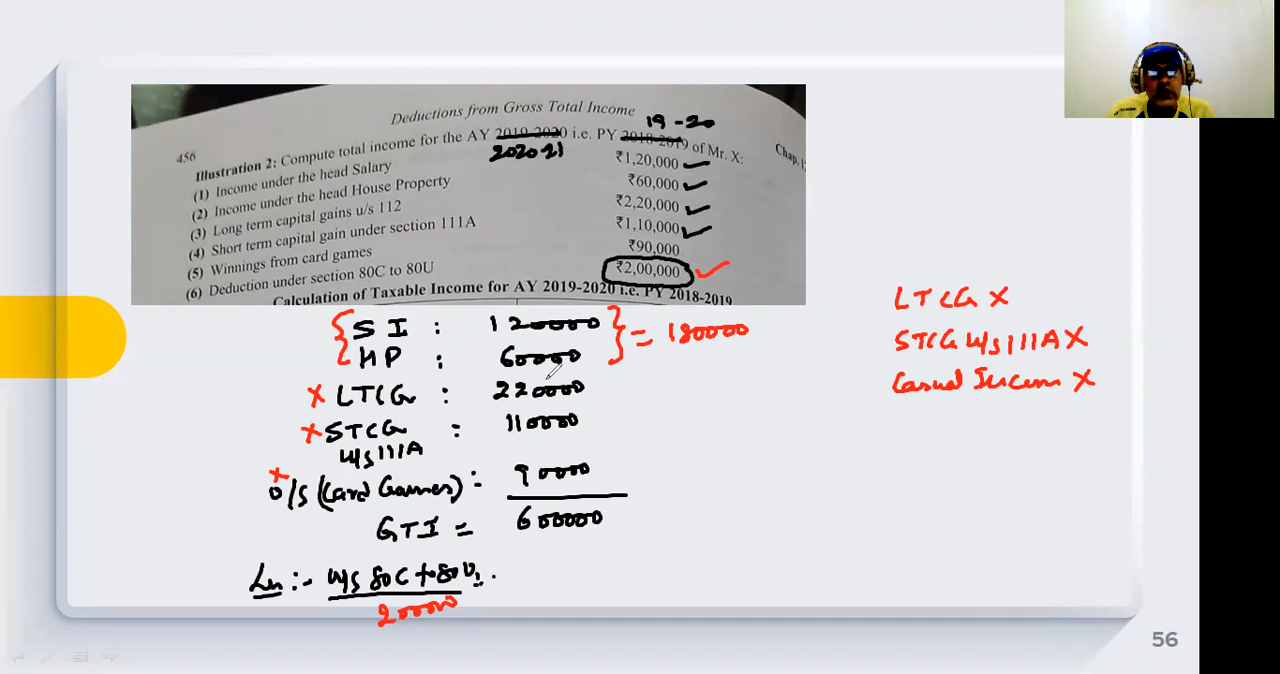 Deductions from Gross Total Income
456
Chap. 1
19-20
Illustration 2: Compute total income for the AY 2019-2020 i.e. PY 2018-2019 of Mr. X:
2020 21
(1) Income under the head Salary ₹1,20,000
(2) Income under the head House Property ₹60,000
(3) Long term capital gains u/s 112 ₹2,20,000
(4) Short term capital gain under section 111A ₹1,10,000
(5) Winnings from card games ₹90,000
(6) Deduction under section 80C to 80U ₹2,00,000
Calculation of Taxable Income for AY 2019-2020 i.e. PY 2018-2019
S I : 120000
= 180000
HP : 60000
X LTCG : 220000
X STCG : 110000
u/s 111A
X
O/S (Card Games) : 90000
GTI = 600000
Ln :- u/s 80C to 80U
200000
LTCG X
STCG u/s 111A X
Casual Income X
56